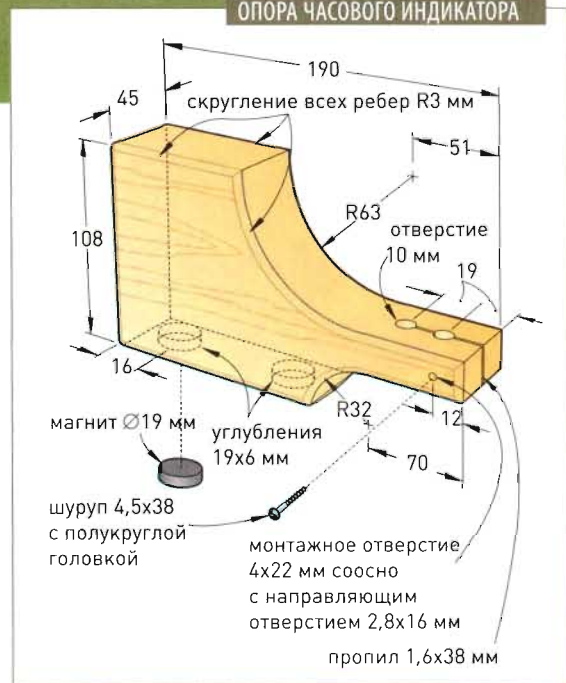 ОПОРА ЧАСОВОГО ИНДИКАТОРА
190
45
скругление всех ребер R3 мм
51
R63
108
отверстие
10 мм
19
16
R32
12
магнит ∅19 мм
углубления
19х6 мм
70
шуруп 4,5х38
с полукруглой
головкой
монтажное отверстие
4х22 мм соосно
с направляющим
отверстием 2,8х16 мм
пропил 1,6х38 мм